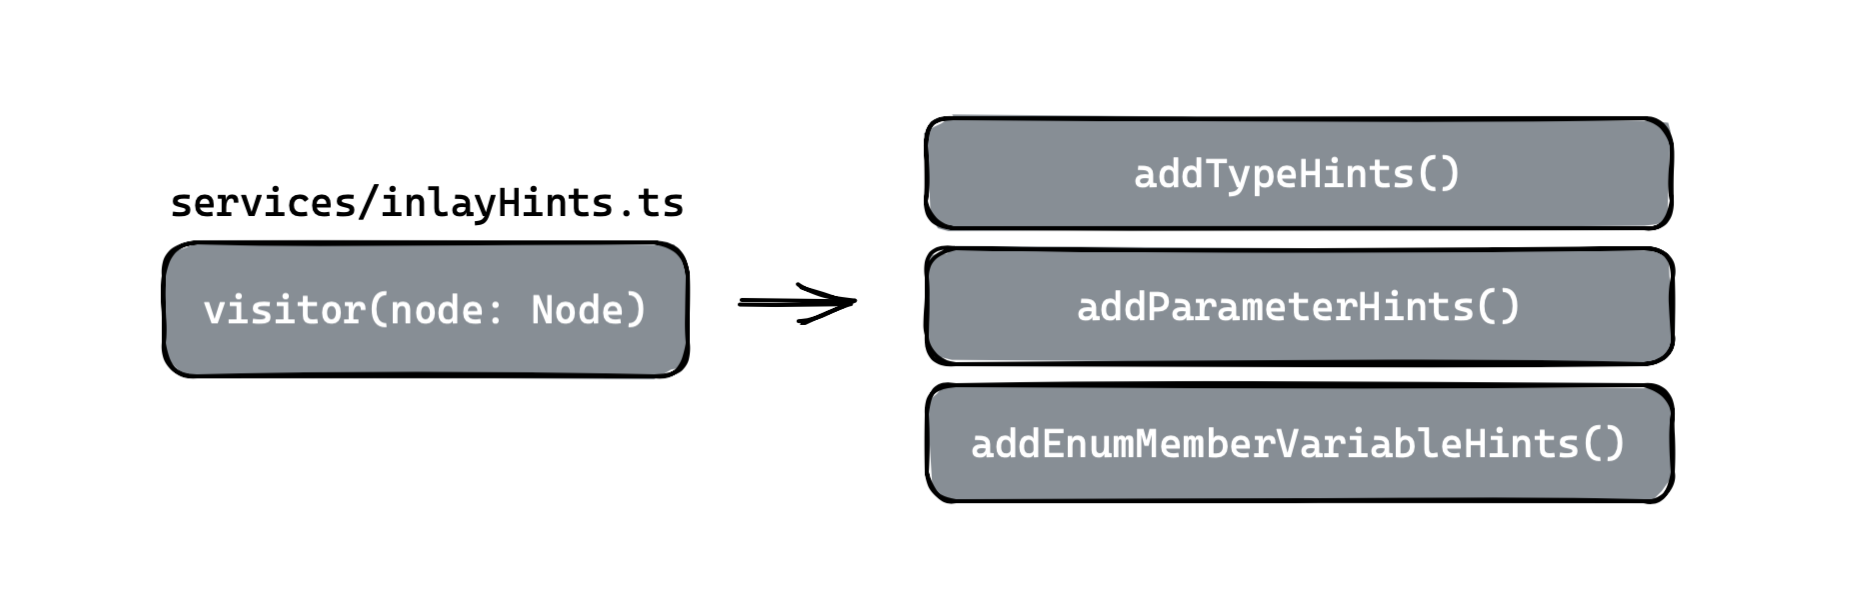 services/inlayHints.ts
visitor(node: Node)
addTypeHints()
addParameterHints()
addEnumMemberVariableHints()